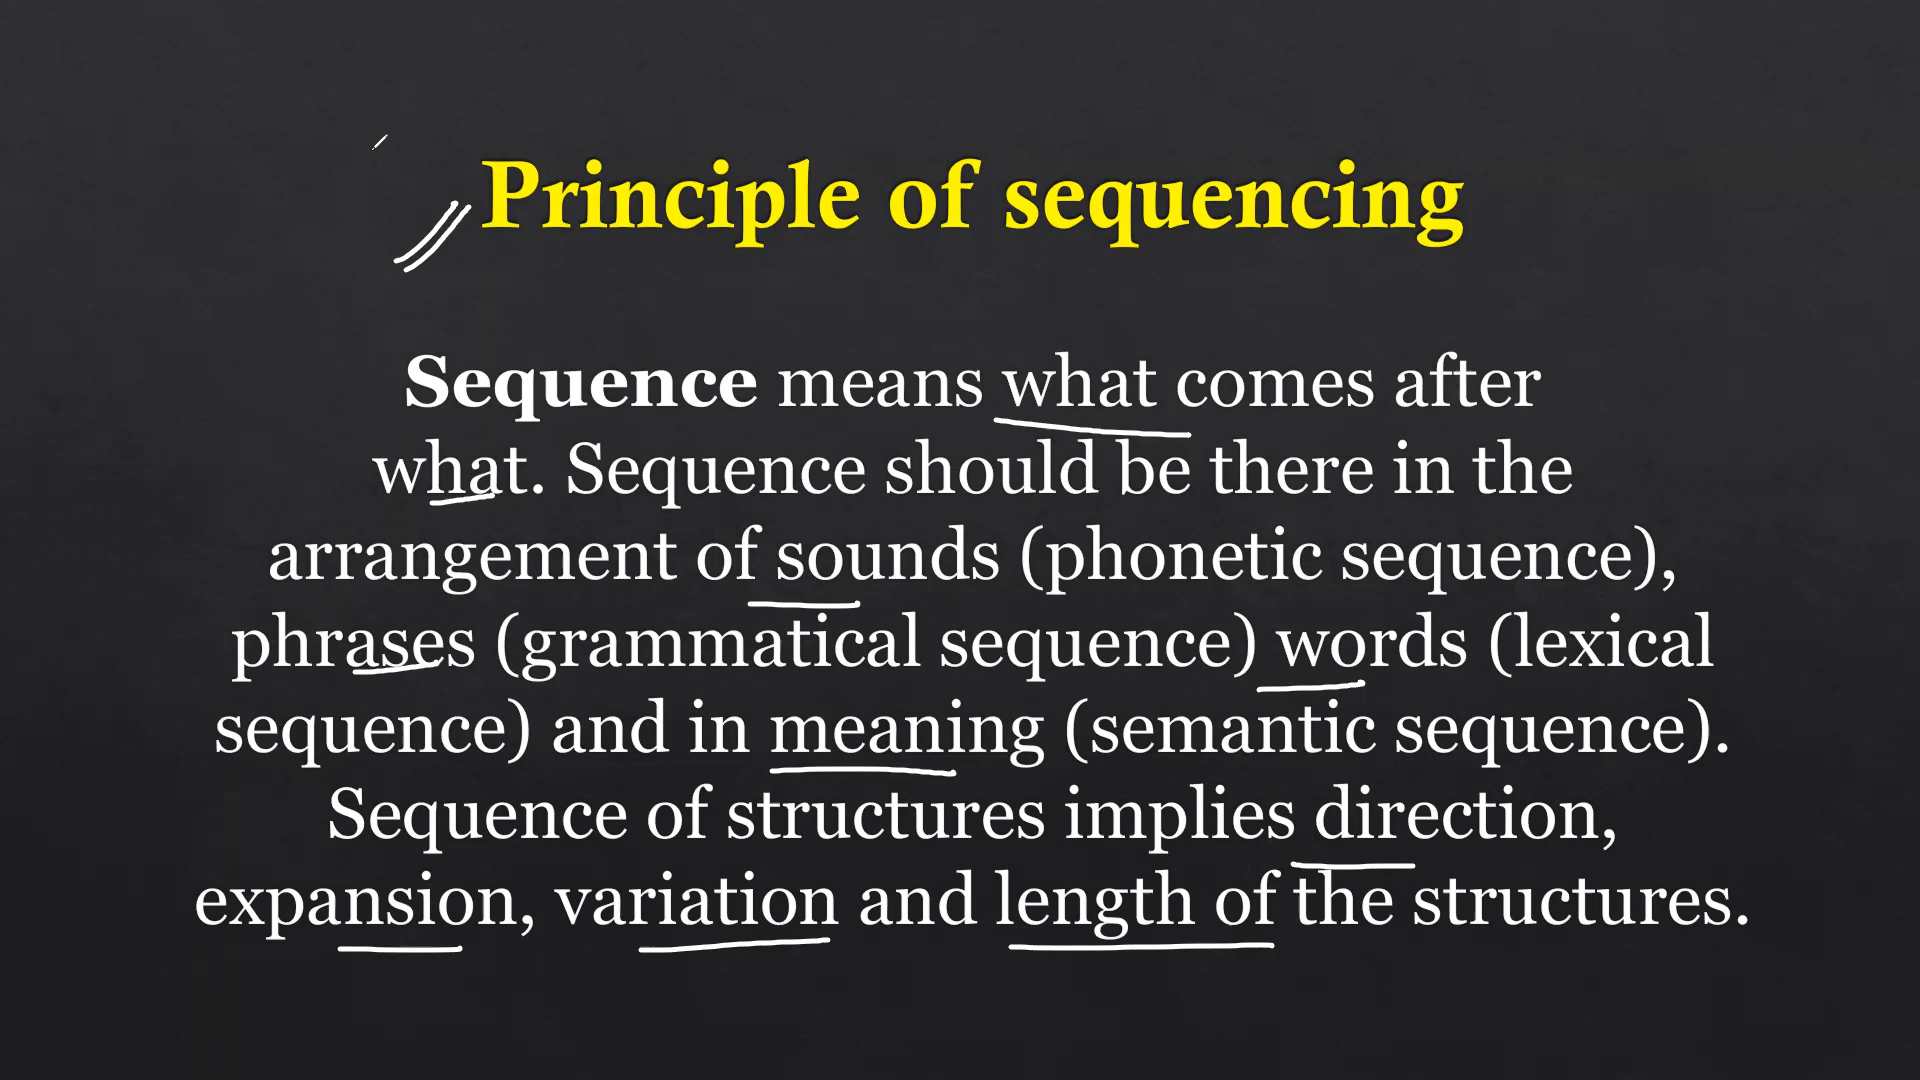 Principle of sequencing
Sequence means what comes after
what. Sequence should be there in the
arrangement of sounds (phonetic sequence),
phrases (grammatical sequence) words (lexical
sequence) and in meaning (semantic sequence).
Sequence of structures implies direction,
expansion, variation and length of the structures.